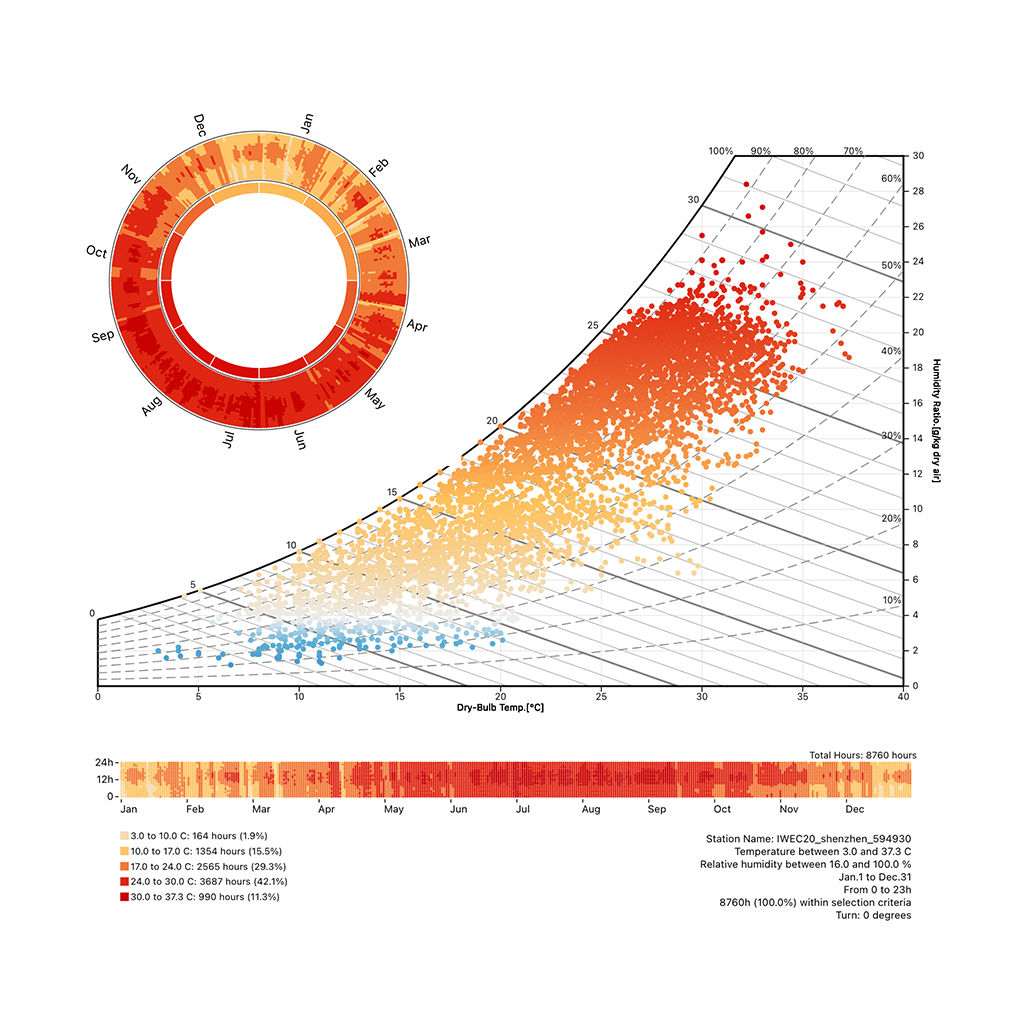 Dec
Jan
Nov
Feb
Oct
Mar
Sep
Apr
Aug
May
Jul
Jun
100%
90%
80%
70%
60%
50%
40%
30%
20%
10%
30
25
20
15
10
5
0
30
28
26
24
22
20
18
16
14
12
10
8
6
4
2
0
Humidity Ratio.[g/kg dry air]
0 5 10 15 20 25 30 35 40
Dry-Bulb Temp.[°C]
Total Hours: 8760 hours
24h
12h
0
Jan Feb Mar Apr May Jun Jul Aug Sep Oct Nov Dec
3.0 to 10.0 C: 164 hours (1.9%)
10.0 to 17.0 C: 1354 hours (15.5%)
17.0 to 24.0 C: 2565 hours (29.3%)
24.0 to 30.0 C: 3687 hours (42.1%)
30.0 to 37.3 C: 990 hours (11.3%)
Station Name: IWEC20_shenzhen_594930
Temperature between 3.0 and 37.3 C
Relative humidity between 16.0 and 100.0 %
Jan.1 to Dec.31
From 0 to 23h
8760h (100.0%) within selection criteria
Turn: 0 degrees